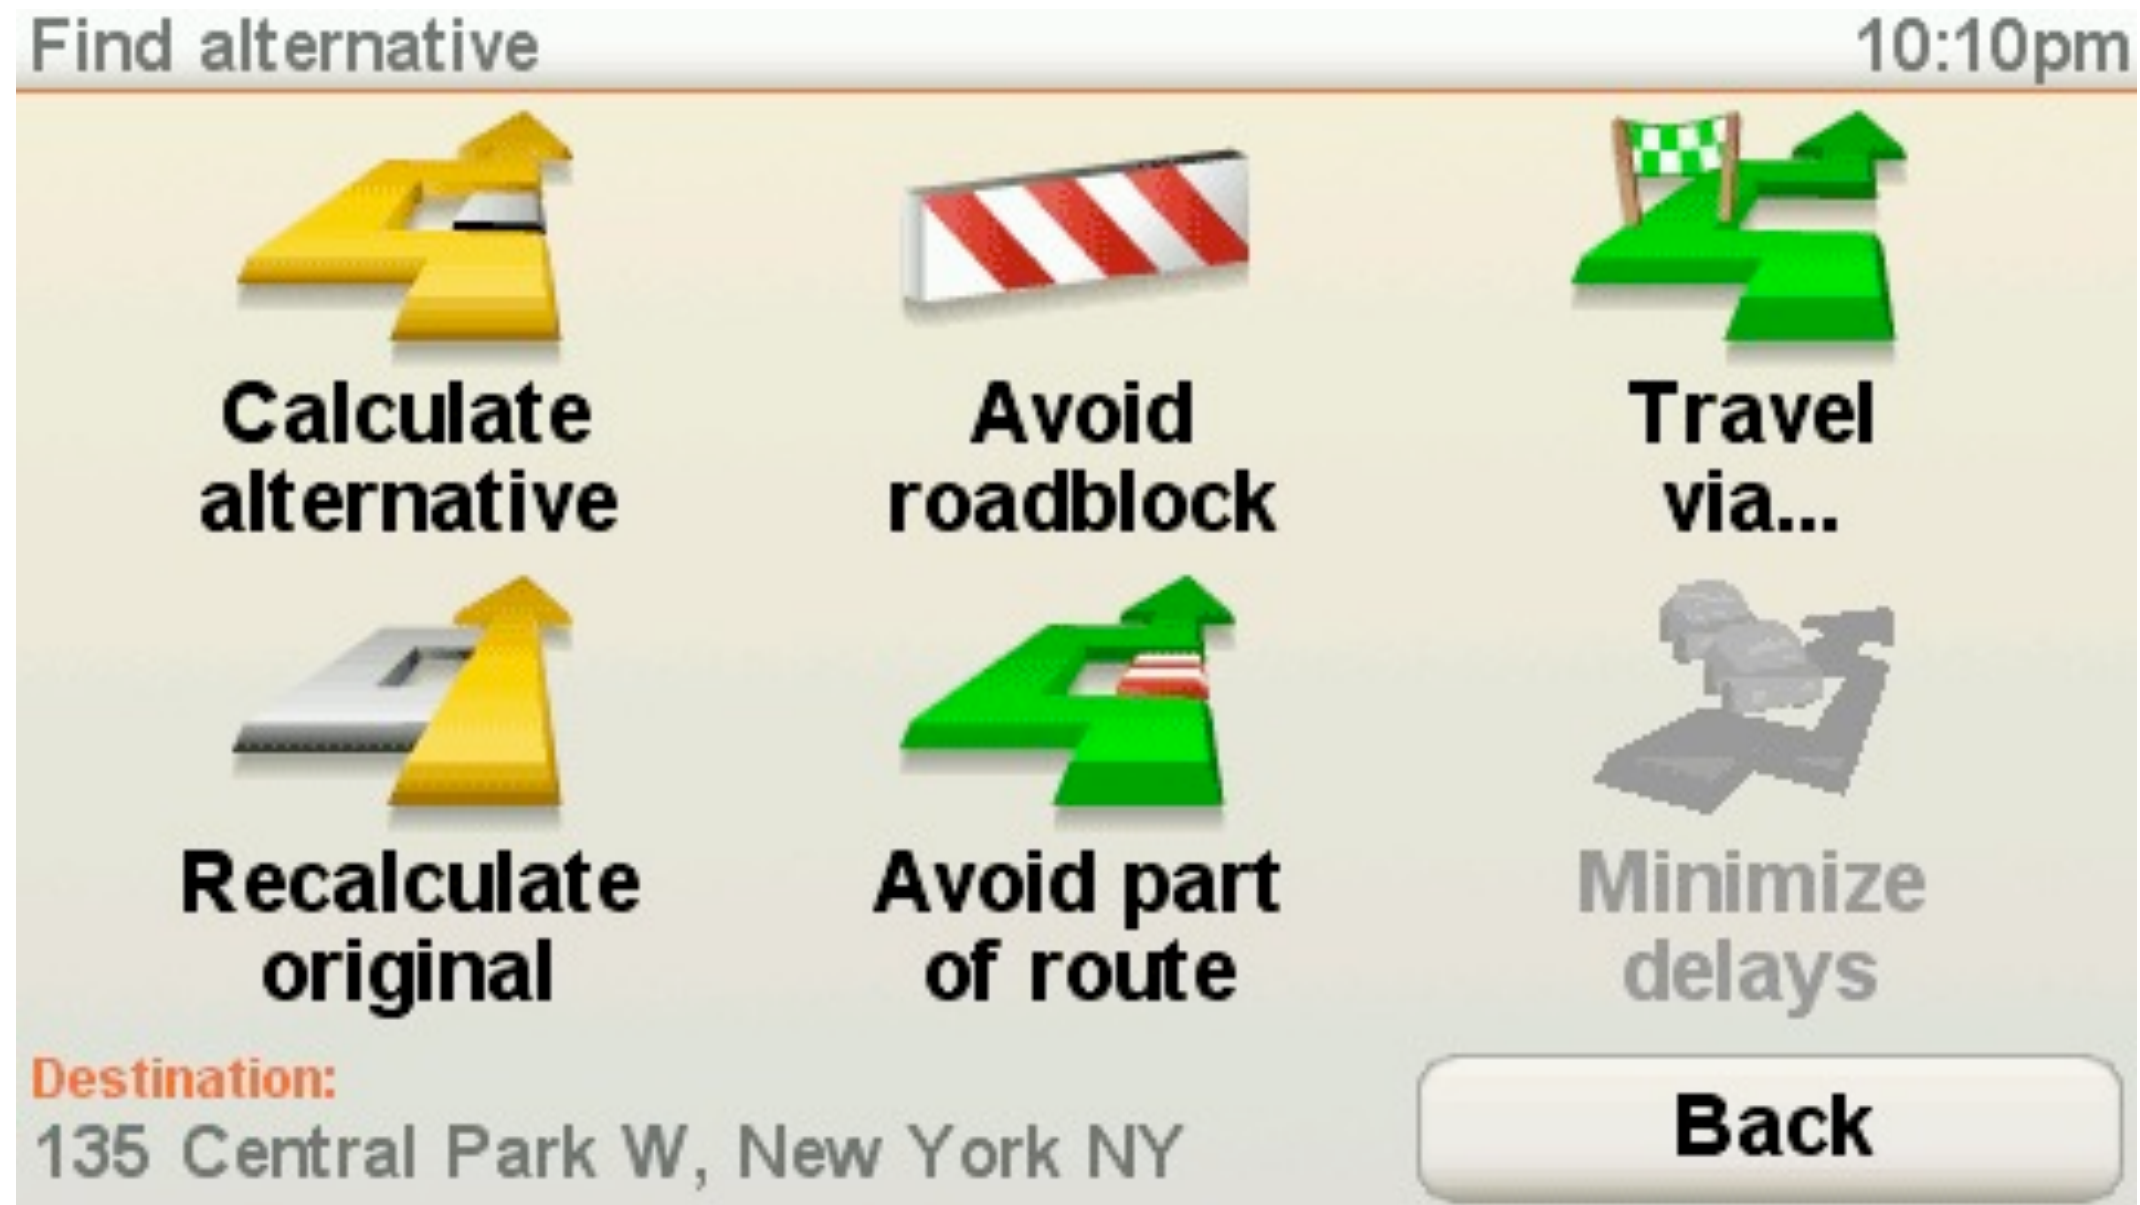 Find alternative
10:10pm
Calculate
alternative
Avoid
roadblock
Travel
via...
Recalculate
original
Avoid part
of route
Minimize
delays
Destination:
135 Central Park W, New York NY
Back